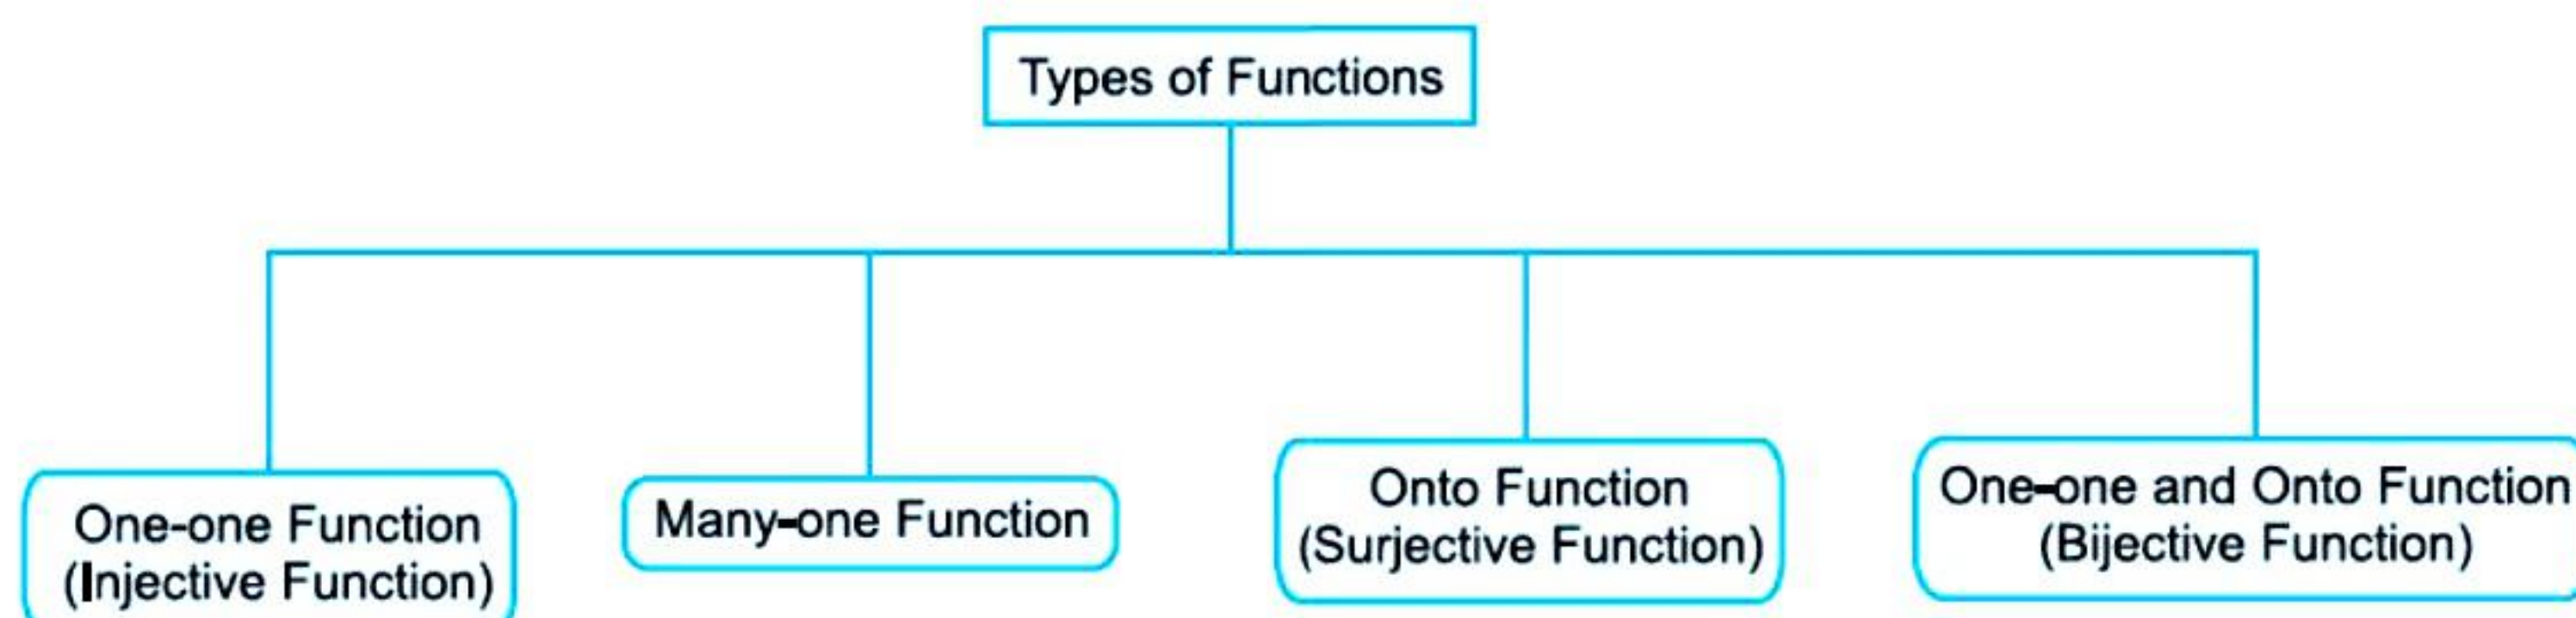 Types of Functions
One-one Function
(Injective Function)
Many-one Function
Onto Function
(Surjective Function)
One-one and Onto Function
(Bijective Function)